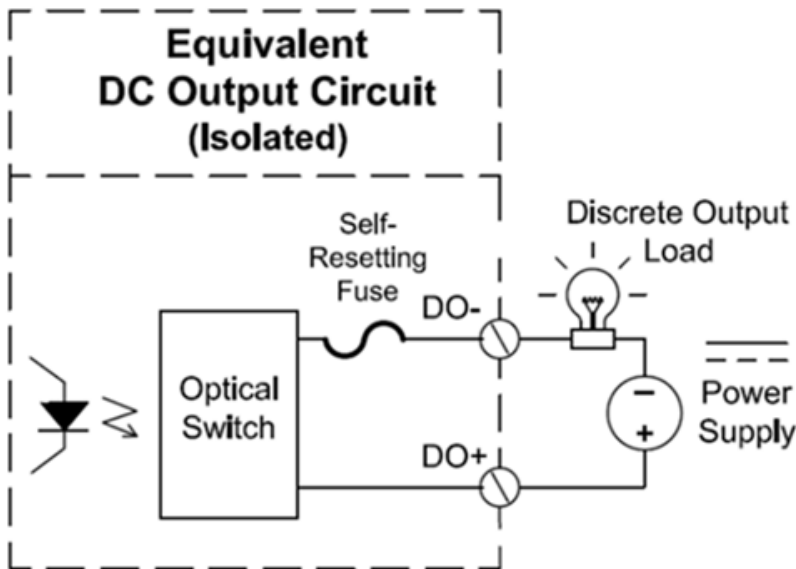 Equivalent
DC Output Circuit
(Isolated)
Self-
Resetting
Fuse
Discrete Output
Load
DO-
Optical
Switch
DO+
Power
Supply